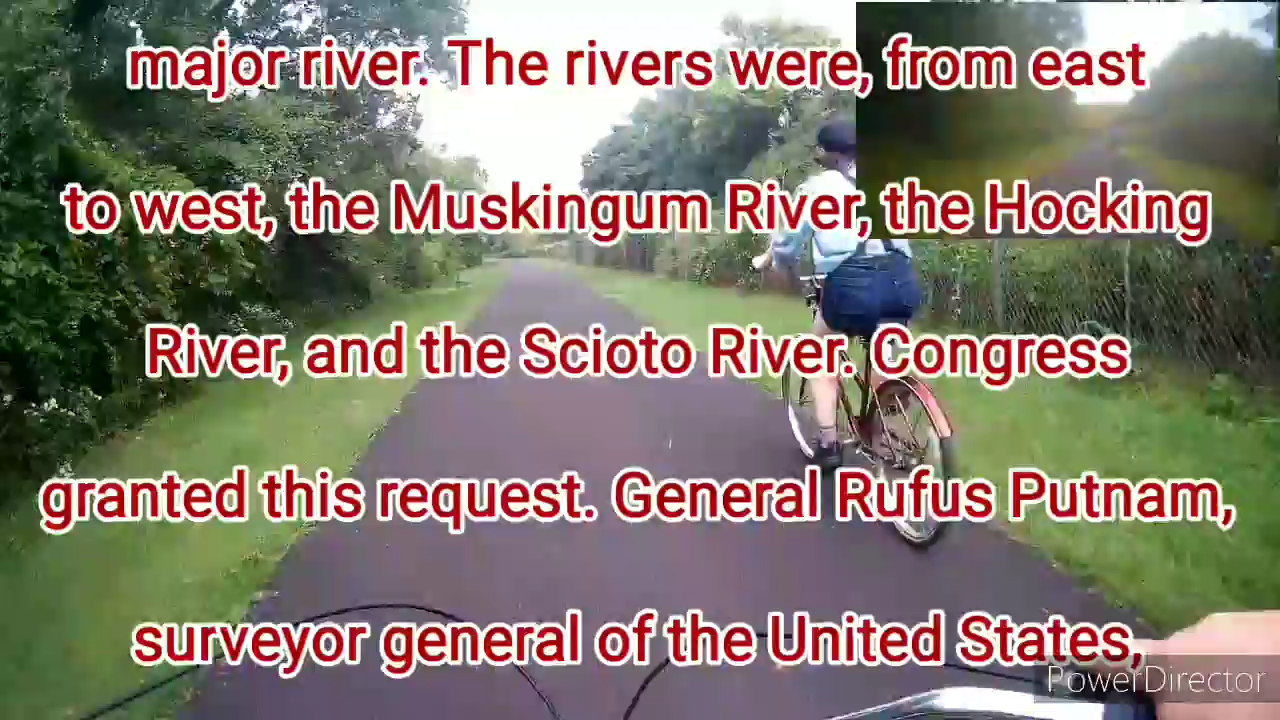 major river. The rivers were, from east
to west, the Muskingum River, the Hocking
River, and the Scioto River. Congress
granted this request. General Rufus Putnam,
surveyor general of the United States,
PowerDirector